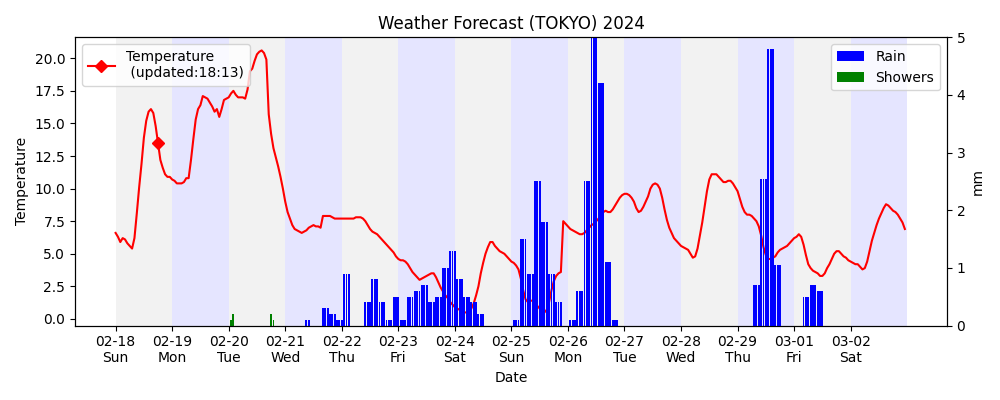 Weather Forecast (TOKYO) 2024
Temperature
(updated:18:13)
Rain
Showers
Temperature
20.0
17.5
15.0
12.5
10.0
7.5
5.0
2.5
0.0
5
4
3
2
1
0
mm
02-18 02-19 02-20 02-21 02-22 02-23 02-24 02-25 02-26 02-27 02-28 02-29 03-01 03-02
Sun Mon Tue Wed Thu Fri Sat Sun Mon Tue Wed Thu Fri Sat
Date